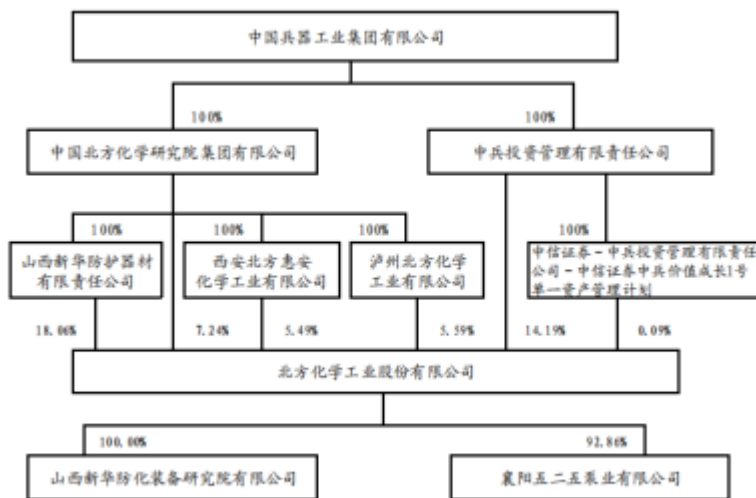 中国兵器工业集团有限公司
100%
100%
中国北方化学研究院集团有限公司
中兵投资管理有限责任公司
100%
100%
100%
100%
山西新华防护器材
有限责任公司
西安北方惠安
化学工业有限公司
泸州北方化学
工业有限公司
中信证券－中兵投资管理有限责任
公司－中信证券中兵价值成长1号
单一资产管理计划
18.06%
7.24%
5.49%
5.59%
14.19%
0.09%
北方化学工业股份有限公司
100.00%
92.86%
山西新华防化装备研究院有限公司
襄阳五二五泵业有限公司